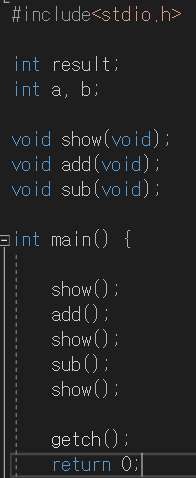 #include<stdio.h>
int result;
int a, b;
void show(void);
void add(void);
void sub(void);
int main() {
show();
add();
show();
sub();
show();
getch();
return 0;